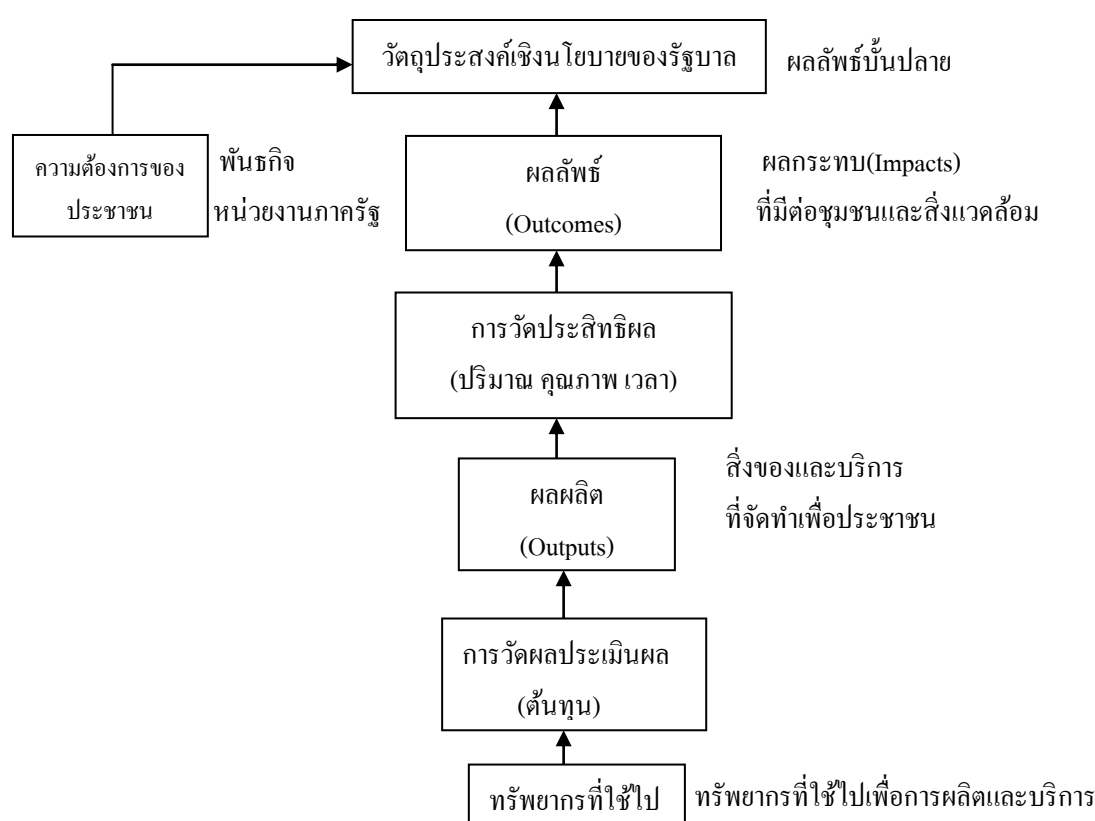 วัตถุประสงค์เชิงนโยบายของรัฐบาล
ผลลัพธ์บั้นปลาย
ความต้องการของ
ประชาชน
พันธกิจ
หน่วยงานภาครัฐ
ผลลัพธ์
(Outcomes)
ผลกระทบ(Impacts)
ที่มีต่อชุมชนและสิ่งแวดล้อม
การวัดประสิทธิผล
(ปริมาณ คุณภาพ เวลา)
ผลผลิต
(Outputs)
สิ่งของและบริการ
ที่จัดทำเพื่อประชาชน
การวัดผลประเมินผล
(ต้นทุน)
ทรัพยากรที่ใช้ไป
ทรัพยากรที่ใช้ไปเพื่อการผลิตและบริการ